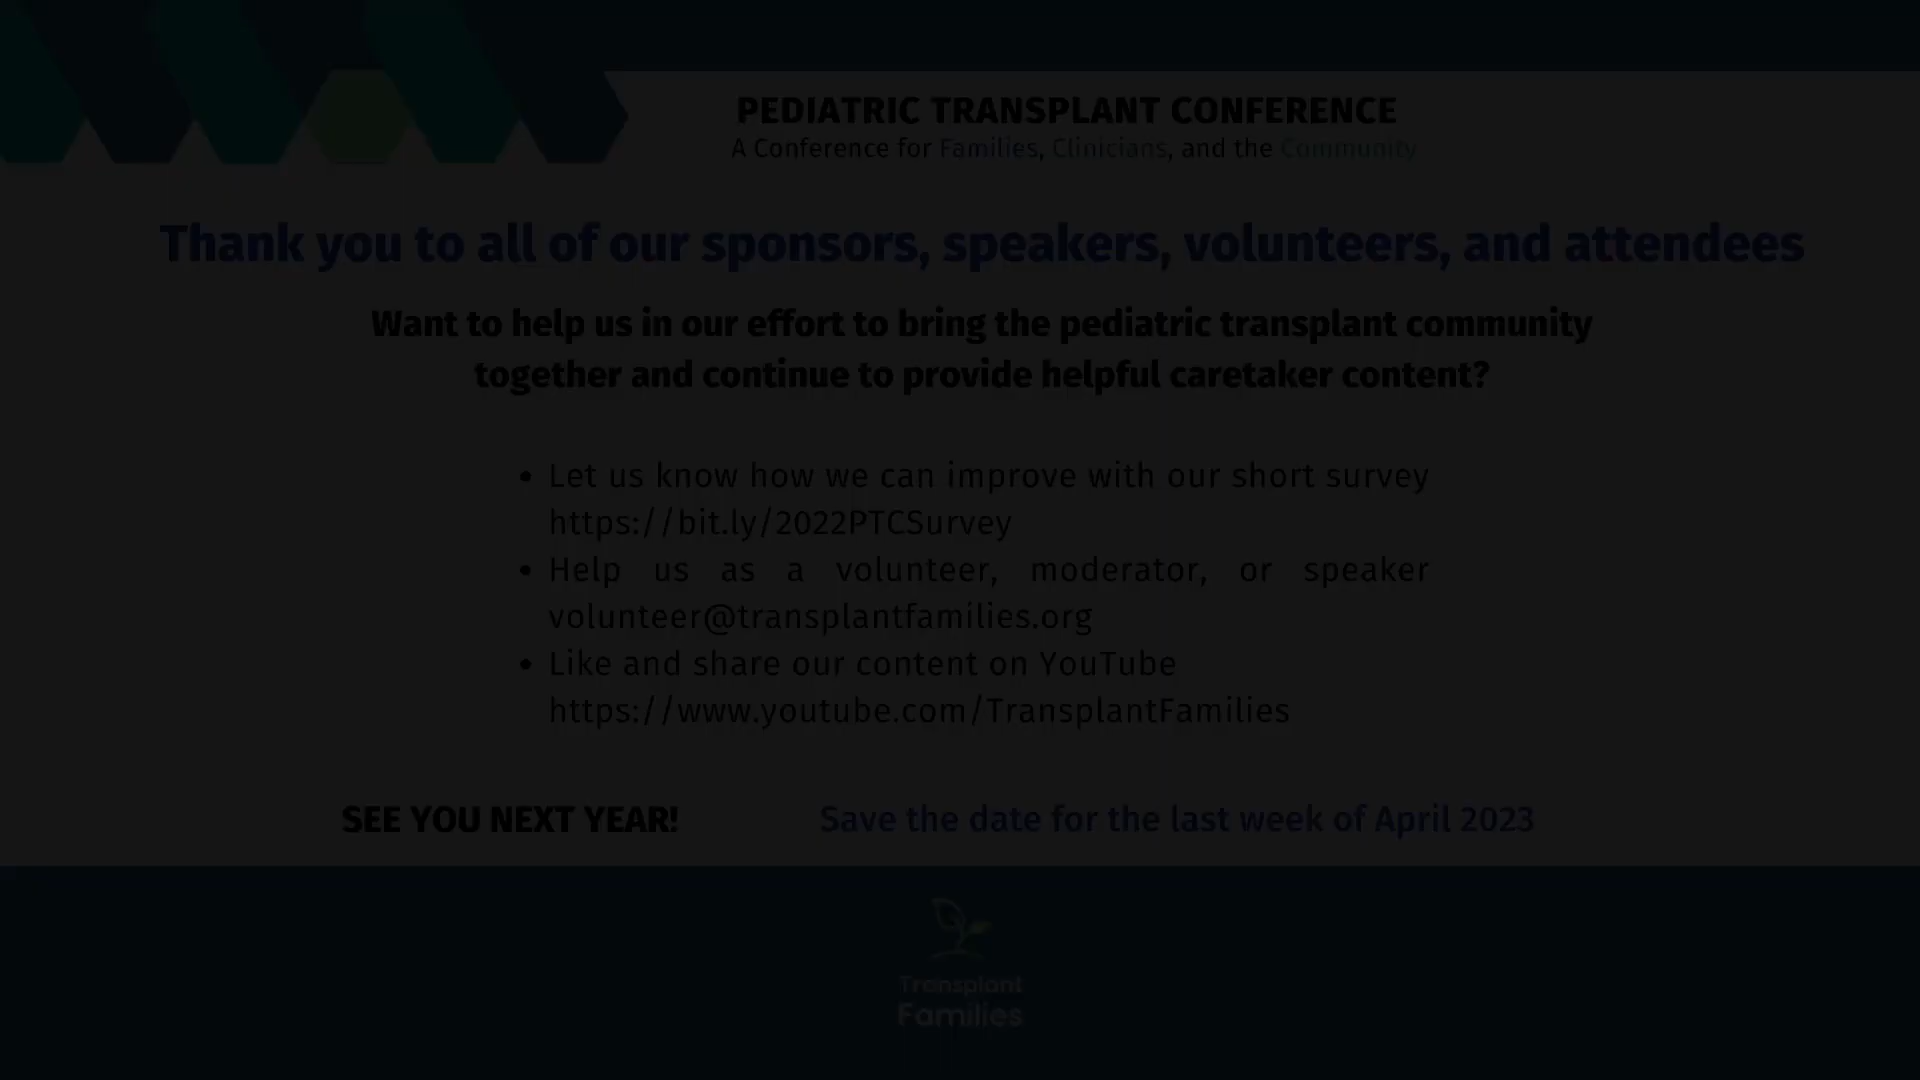 PEDIATRIC TRANSPLANT CONFERENCE
A Conference for Families, Clinicians, and the Community
Thank you to all of our sponsors, speakers, volunteers, and attendees
Want to help us in our effort to bring the pediatric transplant community
together and continue to provide helpful caretaker content?
• Let us know how we can improve with our short survey
https://bit.ly/2022PTCSurvey
• Help us as a volunteer, moderator, or speaker
volunteer@transplantfamilies.org
• Like and share our content on YouTube
https://www.youtube.com/TransplantFamilies
SEE YOU NEXT YEAR! Save the date for the last week of April 2023
Transplant
Families